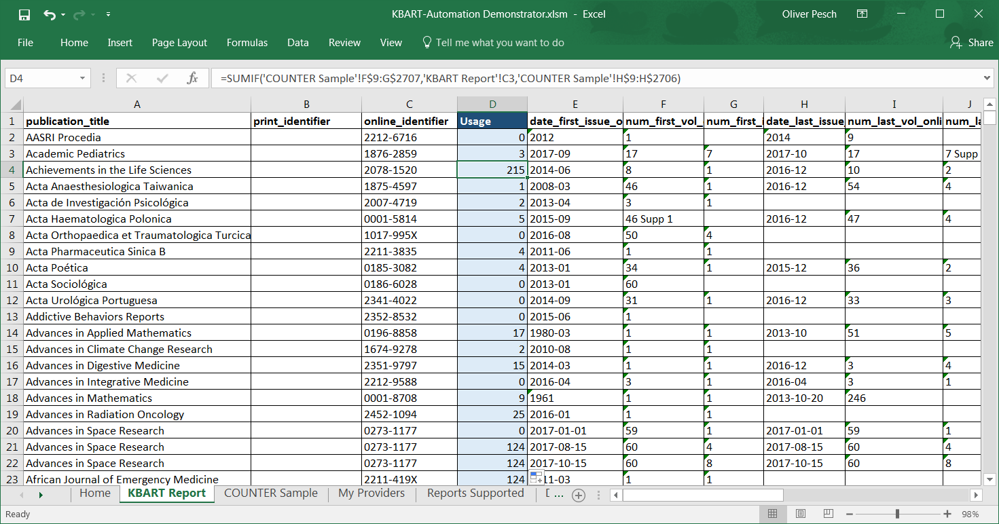 KBART-Automation Demonstrator.xlsm - Excel
Oliver Pesch
File Home Insert Page Layout Formulas Data Review View Tell me what you want to do Share
D4 fx =SUMIF('COUNTER Sample'!F$9:G$2707,'KBART Report'!C3,'COUNTER Sample'!H$9:H$2706)
A B C D E F G H I J
1 publication_title print_identifier online_identifier Usage date_first_issue_o num_first_vol_ num_first_i date_last_issue_ num_last_vol_onli num_la
2 AASRI Procedia 2212-6716 0 2012 1 2014 9
3 Academic Pediatrics 1876-2859 3 2017-09 17 7 2017-10 17 7 Supp
4 Achievements in the Life Sciences 2078-1520 215 2014-06 8 1 2016-12 10 2
5 Acta Anaesthesiologica Taiwanica 1875-4597 1 2008-03 46 1 2016-12 54 4
6 Acta de Investigación Psicológica 2007-4719 2 2013-04 3 1
7 Acta Haematologica Polonica 0001-5814 5 2015-09 46 Supp 1 2016-12 47 4
8 Acta Orthopaedica et Traumatologica Turcica 1017-995X 0 2016-08 50 4
9 Acta Pharmaceutica Sinica B 2211-3835 4 2011-06 1 1
10 Acta Poética 0185-3082 4 2013-01 34 1 2015-12 36 2
11 Acta Sociológica 0186-6028 0 2013-01 60
12 Acta Urológica Portuguesa 2341-4022 0 2014-09 31 1 2016-12 33 3
13 Addictive Behaviors Reports 2352-8532 0 2015-06 1
14 Advances in Applied Mathematics 0196-8858 17 1980-03 1 1 2013-10 51 5
15 Advances in Climate Change Research 1674-9278 2 2010-08 1 1
16 Advances in Digestive Medicine 2351-9797 15 2014-03 1 1 2016-12 3 4
17 Advances in Integrative Medicine 2212-9588 0 2016-04 3 1 2016-04 3 1
18 Advances in Mathematics 0001-8708 9 1961 1 1 2013-10-20 246
19 Advances in Radiation Oncology 2452-1094 25 2016-01 1 1
20 Advances in Space Research 0273-1177 0 2017-01-01 59 1 2017-01-01 59 1
21 Advances in Space Research 0273-1177 124 2017-08-15 60 4 2017-08-15 60 4
22 Advances in Space Research 0273-1177 124 2017-10-15 60 8 2017-10-15 60 8
23 African Journal of Emergency Medicine 2211-419X 124 11-03 1 1
Home KBART Report COUNTER Sample My Providers Reports Supported ...
Ready 98%